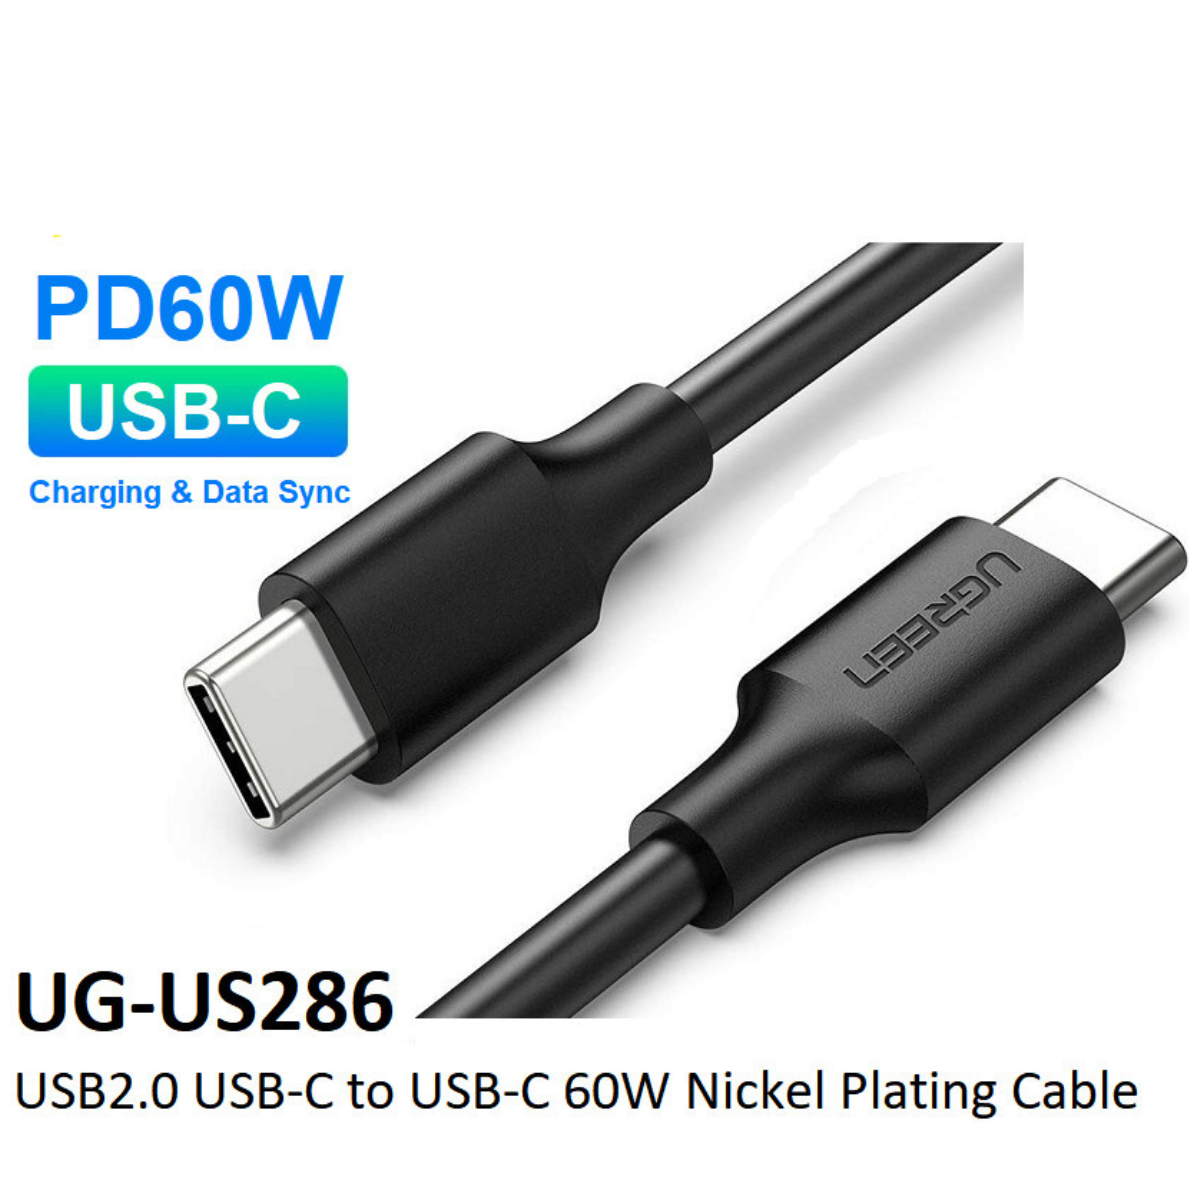 PD60W
USB-C
Charging & Data Sync
UGREEN
UG-US286
USB2.0 USB-C to USB-C 60W Nickel Plating Cable